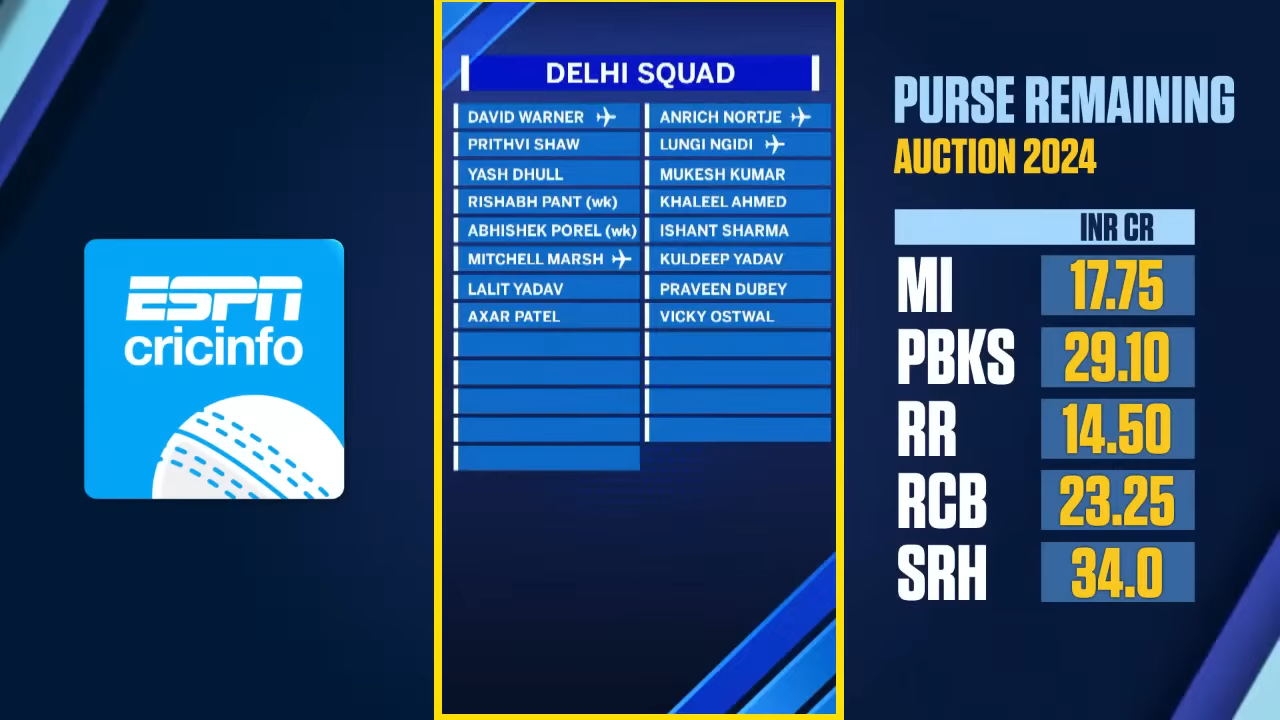 ESPN
cricinfo
DELHI SQUAD
DAVID WARNER
PRITHVI SHAW
YASH DHULL
RISHABH PANT (wk)
ABHISHEK POREL (wk)
MITCHELL MARSH
LALIT YADAV
AXAR PATEL
ANRICH NORTJE
LUNGI NGIDI
MUKESH KUMAR
KHALEEL AHMED
ISHANT SHARMA
KULDEEP YADAV
PRAVEEN DUBEY
VICKY OSTWAL
PURSE REMAINING
AUCTION 2024
INR CR
MI 17.75
PBKS 29.10
RR 14.50
RCB 23.25
SRH 34.0